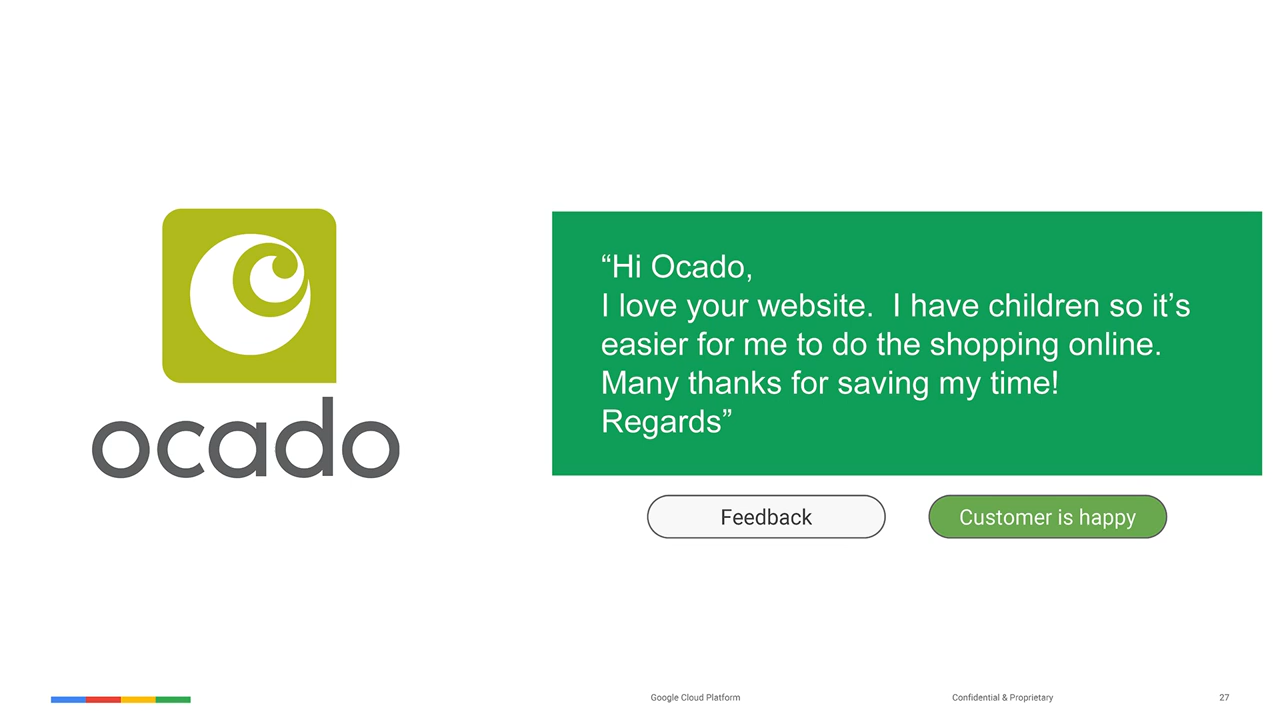 ocado
“Hi Ocado,
I love your website.  I have children so it’s
easier for me to do the shopping online.
Many thanks for saving my time!
Regards”
Feedback
Customer is happy
Google Cloud Platform
Confidential & Proprietary
27